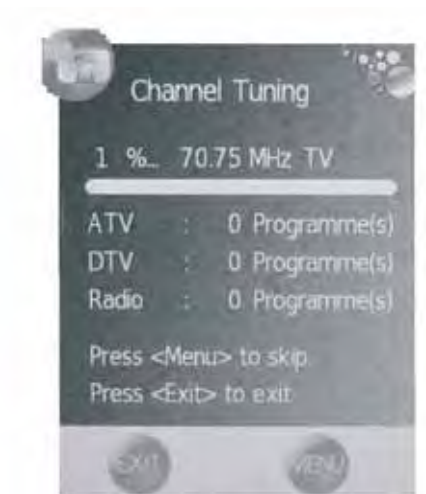 Channel Tuning
1 %... 70.75 MHz TV
ATV : 0 Programme(s)
DTV : 0 Programme(s)
Radio : 0 Programme(s)
Press <Menu> to skip
Press <Exit> to exit
EXIT MENU